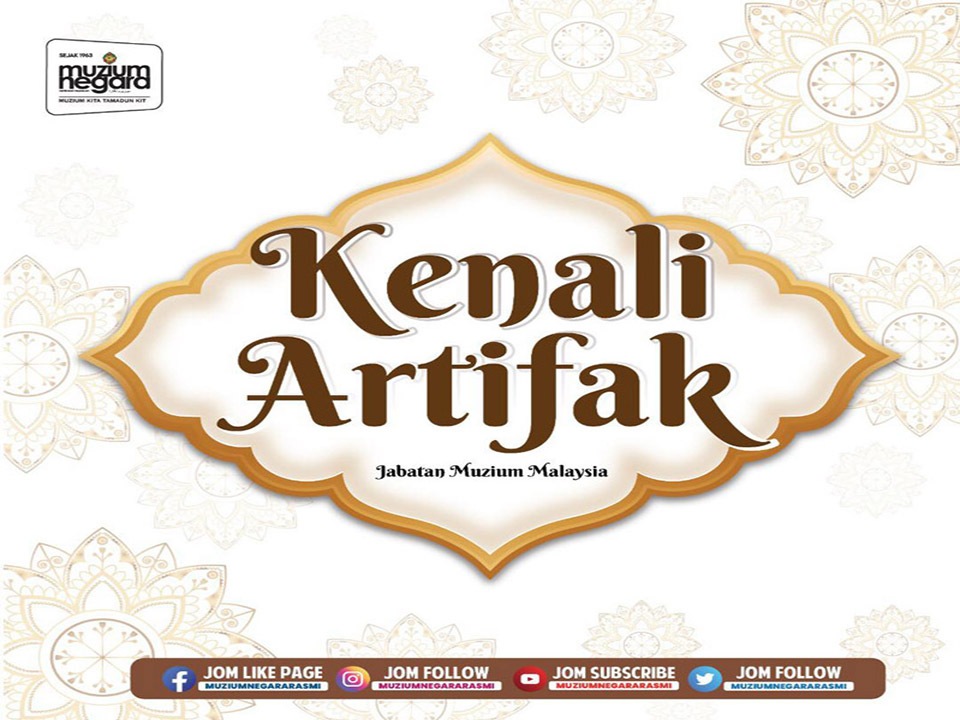 SEJAK 1963
muzium
negara
MUZIUM KITA TAMADUN KIT
Kenali
Artifak
Jabatan Muzium Malaysia
JOM LIKE PAGE
MUZIUMNEGARARASMI
JOM FOLLOW
MUZIUMNEGARARASMI
JOM SUBSCRIBE
MUZIUMNEGARARASMI
JOM FOLLOW
MUZIUMNEGARARASMI